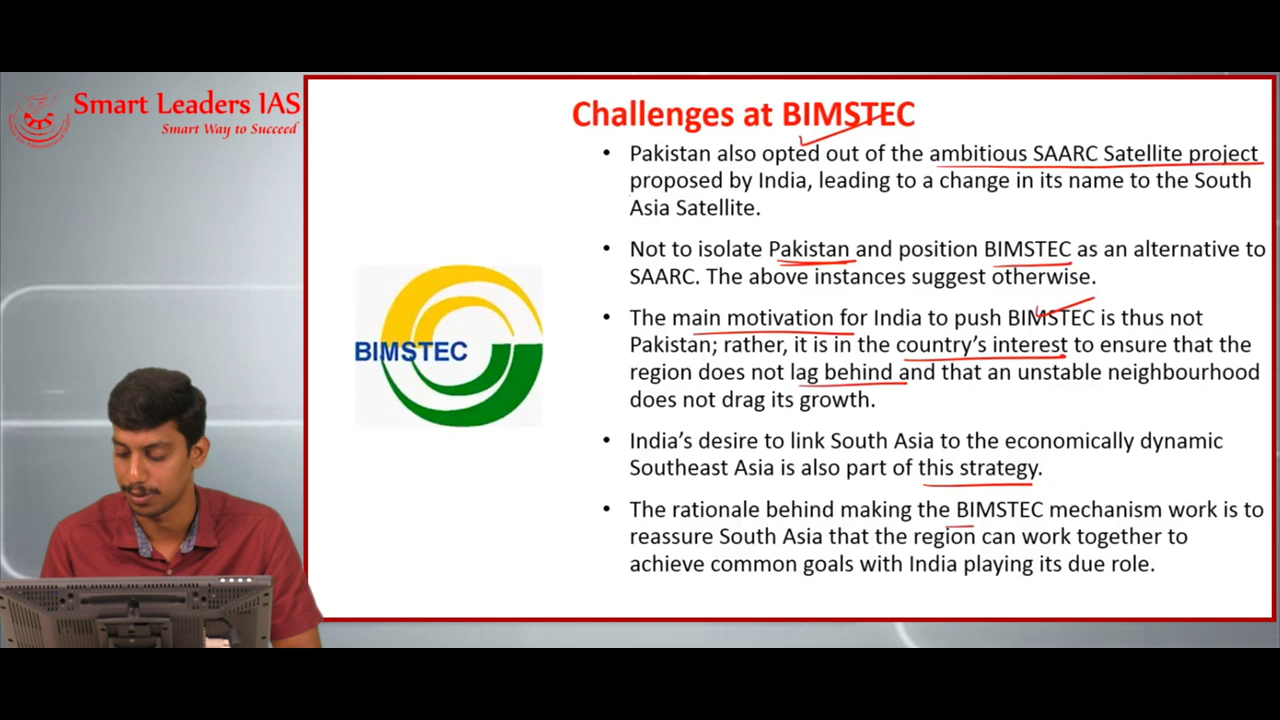 Smart Leaders IAS
Smart Way to Succeed
Challenges at BIMSTEC
• Pakistan also opted out of the ambitious SAARC Satellite project
proposed by India, leading to a change in its name to the South
Asia Satellite.
• Not to isolate Pakistan and position BIMSTEC as an alternative to
SAARC. The above instances suggest otherwise.
• The main motivation for India to push BIMSTEC is thus not
Pakistan; rather, it is in the country's interest to ensure that the
region does not lag behind and that an unstable neighbourhood
does not drag its growth.
• India's desire to link South Asia to the economically dynamic
Southeast Asia is also part of this strategy.
• The rationale behind making the BIMSTEC mechanism work is to
reassure South Asia that the region can work together to
achieve common goals with India playing its due role.
BIMSTEC